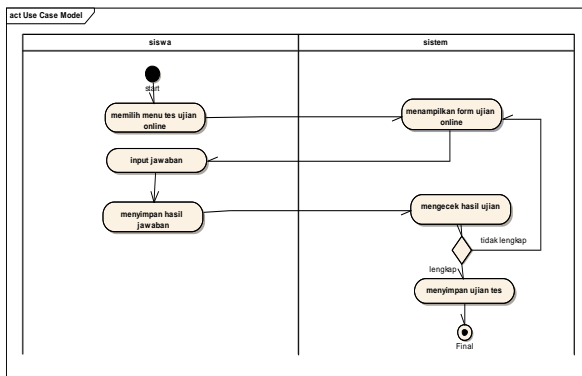 act Use Case Model
siswa
sistem
start
memilih menu tes ujian
online
menampilkan form ujian
online
input jawaban
menyimpan hasil
jawaban
mengecek hasil ujian
tidak lengkap
lengkap
menyimpan ujian tes
Final